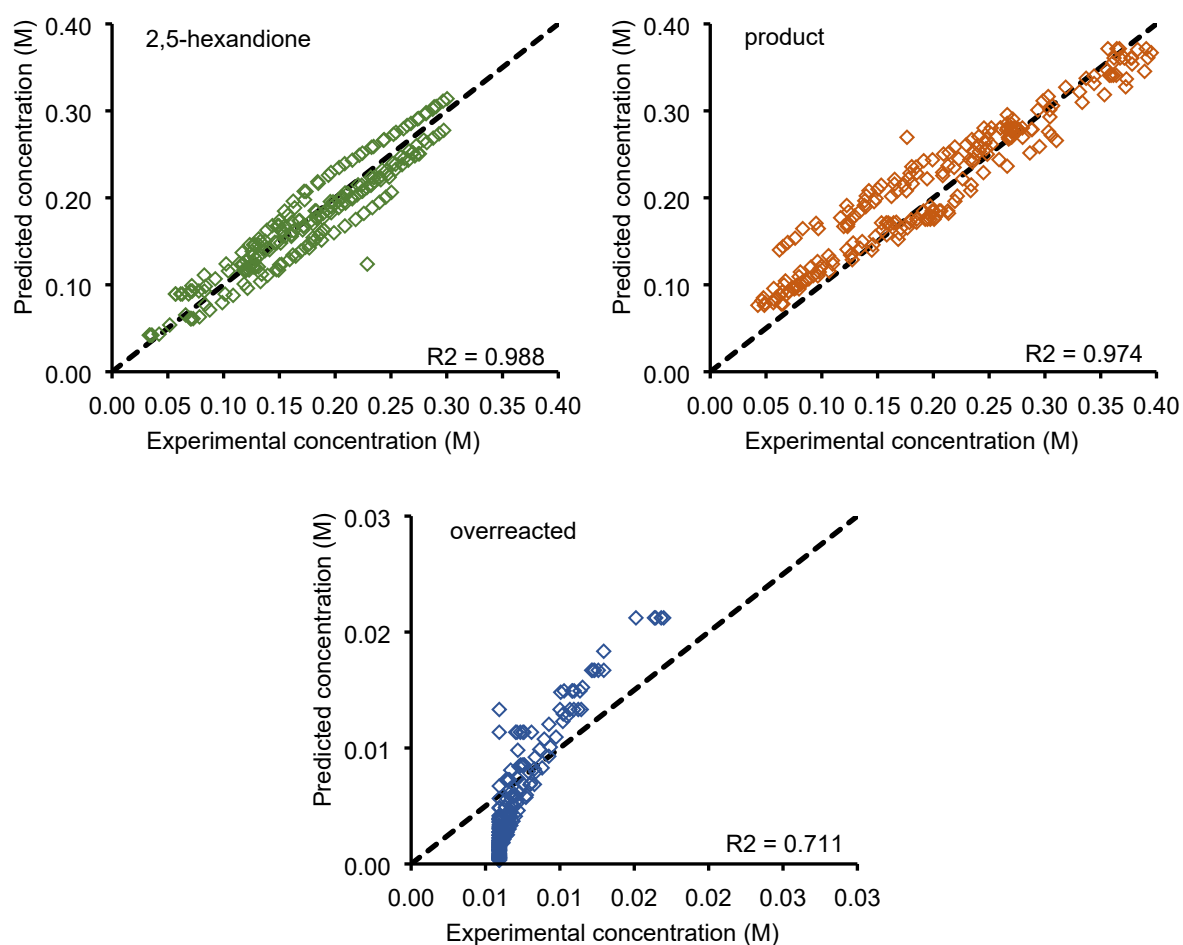 2,5-hexandione
Predicted concentration (M)
0.40
0.30
0.20
0.10
0.00
R2 = 0.988
0.00 0.05 0.10 0.15 0.20 0.25 0.30 0.35 0.40
Experimental concentration (M)
product
Predicted concentration (M)
0.40
0.30
0.20
0.10
0.00
R2 = 0.974
0.00 0.05 0.10 0.15 0.20 0.25 0.30 0.35 0.40
Experimental concentration (M)
overreacted
Predicted concentration (M)
0.03
0.02
0.01
0.00
R2 = 0.711
0.00 0.01 0.01 0.02 0.02 0.03 0.03
Experimental concentration (M)